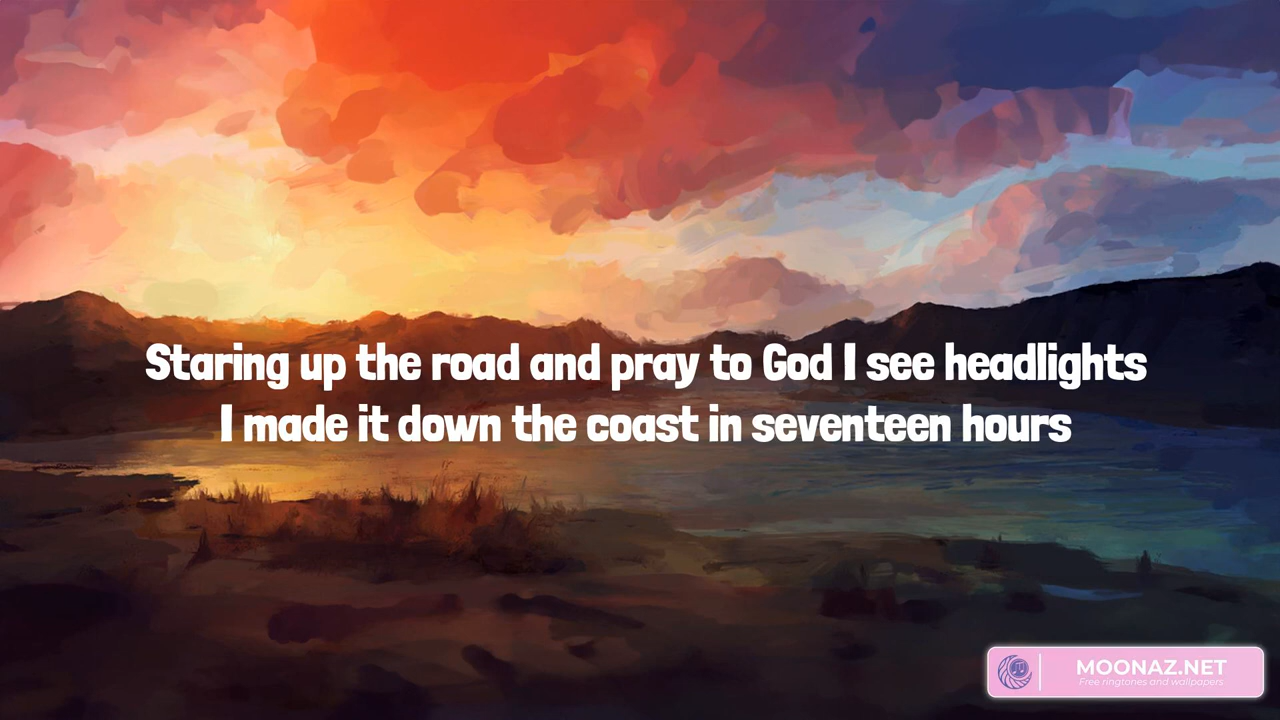 Staring up the road and pray to God I see headlights
I made it down the coast in seventeen hours
MOONAZ.NET
Free ringtones and wallpapers